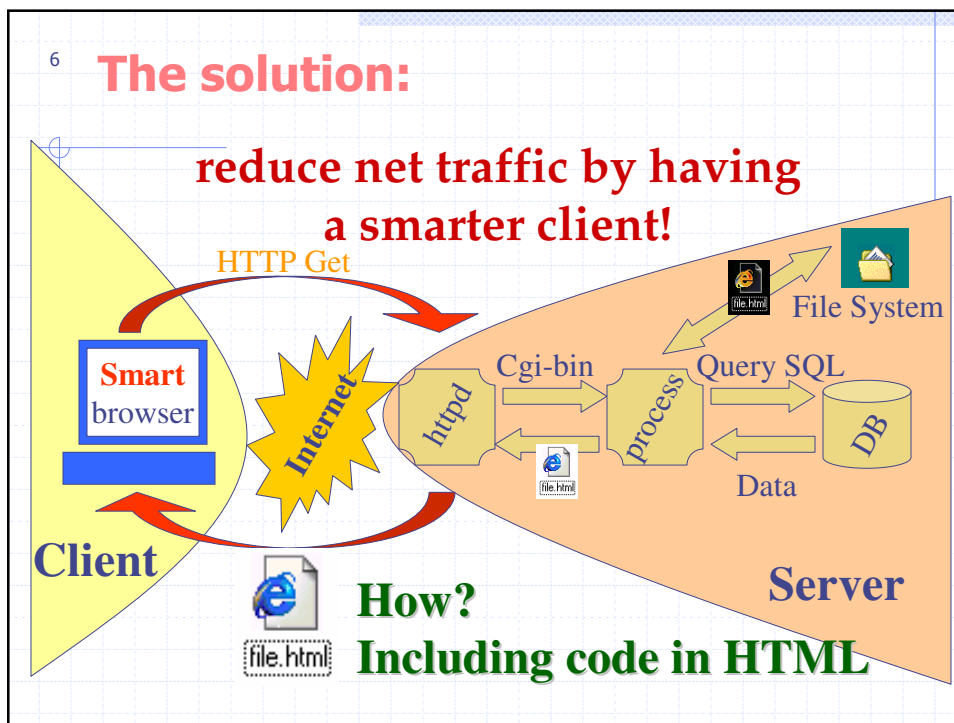 6
The solution:
reduce net traffic by having
a smarter client!
HTTP Get
file.html
File System
Smart
browser
Internet
httpd
Cgi-bin
process
Query SQL
DB
file.html
Data
Client
Server
file.html
How?
Including code in HTML